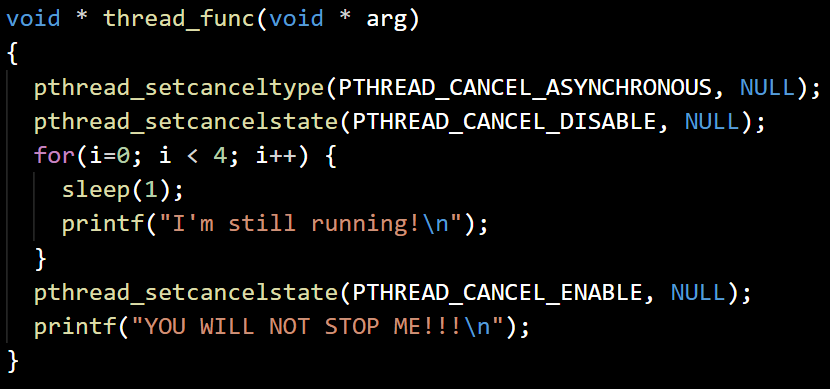 void * thread_func(void * arg)
{
  pthread_setcanceltype(PTHREAD_CANCEL_ASYNCHRONOUS, NULL);
  pthread_setcancelstate(PTHREAD_CANCEL_DISABLE, NULL);
  for(i=0; i < 4; i++) {
    sleep(1);
    printf("I'm still running!\n");
  }
  pthread_setcancelstate(PTHREAD_CANCEL_ENABLE, NULL);
  printf("YOU WILL NOT STOP ME!!!\n");
}